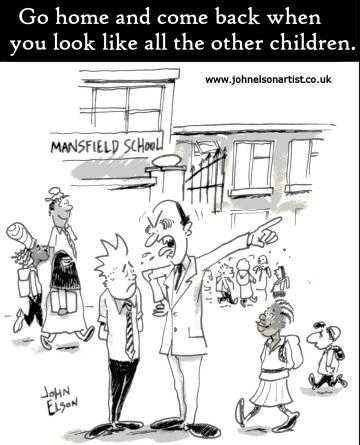 Go home and come back when
you look like all the other children.
www.johnelsonartist.co.uk
MANSFIELD SCHOOL
JOHN
ELSON